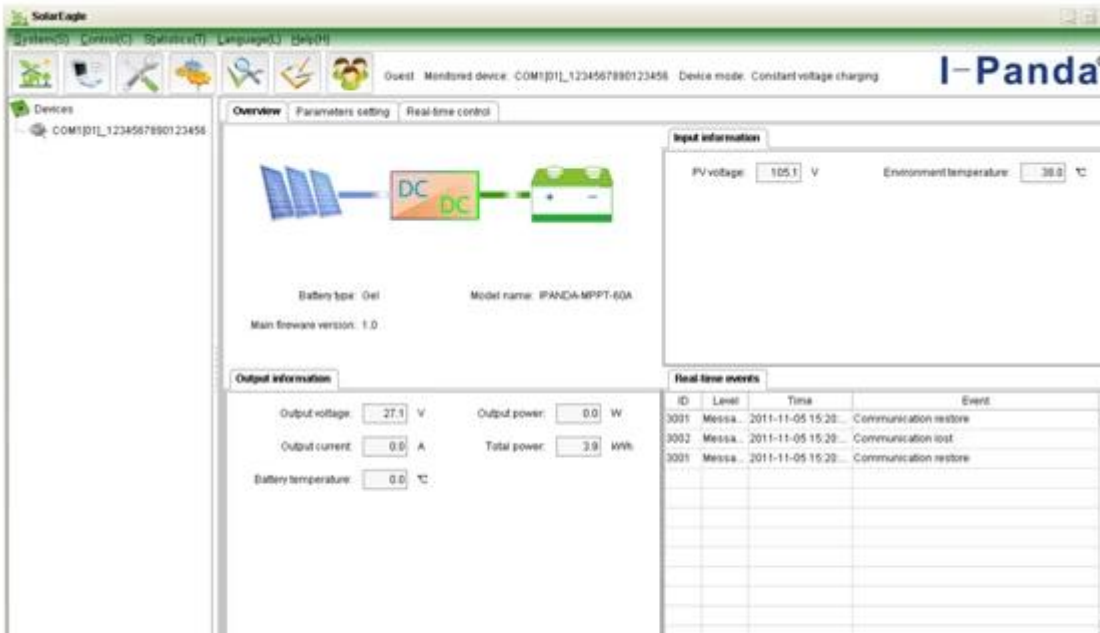 SolarEagle
System(S) Control(C) Statistics(T) Language(L) Help(H)
Guest Monitored device: COM1[01]_1234567890123456 Device mode: Constant voltage charging
I-Panda
Devices
COM1[01]_1234567890123456
Overview Parameters setting Real-time control
DC
DC
+ −
Battery type: Gel Model name: IPANDA-MPPT-60A
Main fireware version: 1.0
Input information
PV voltage: 105.1 V Environment temperature: 38.0 ℃
Output information
Output voltage: 27.1 V Output power: 0.0 W
Output current: 0.0 A Total power: 3.9 kWh
Battery temperature: 0.0 ℃
Real-time events
ID Level Time Event
3001 Messa... 2011-11-05 15:20:... Communication restore
3002 Messa... 2011-11-05 15:20:... Communication lost
3001 Messa... 2011-11-05 15:20:... Communication restore